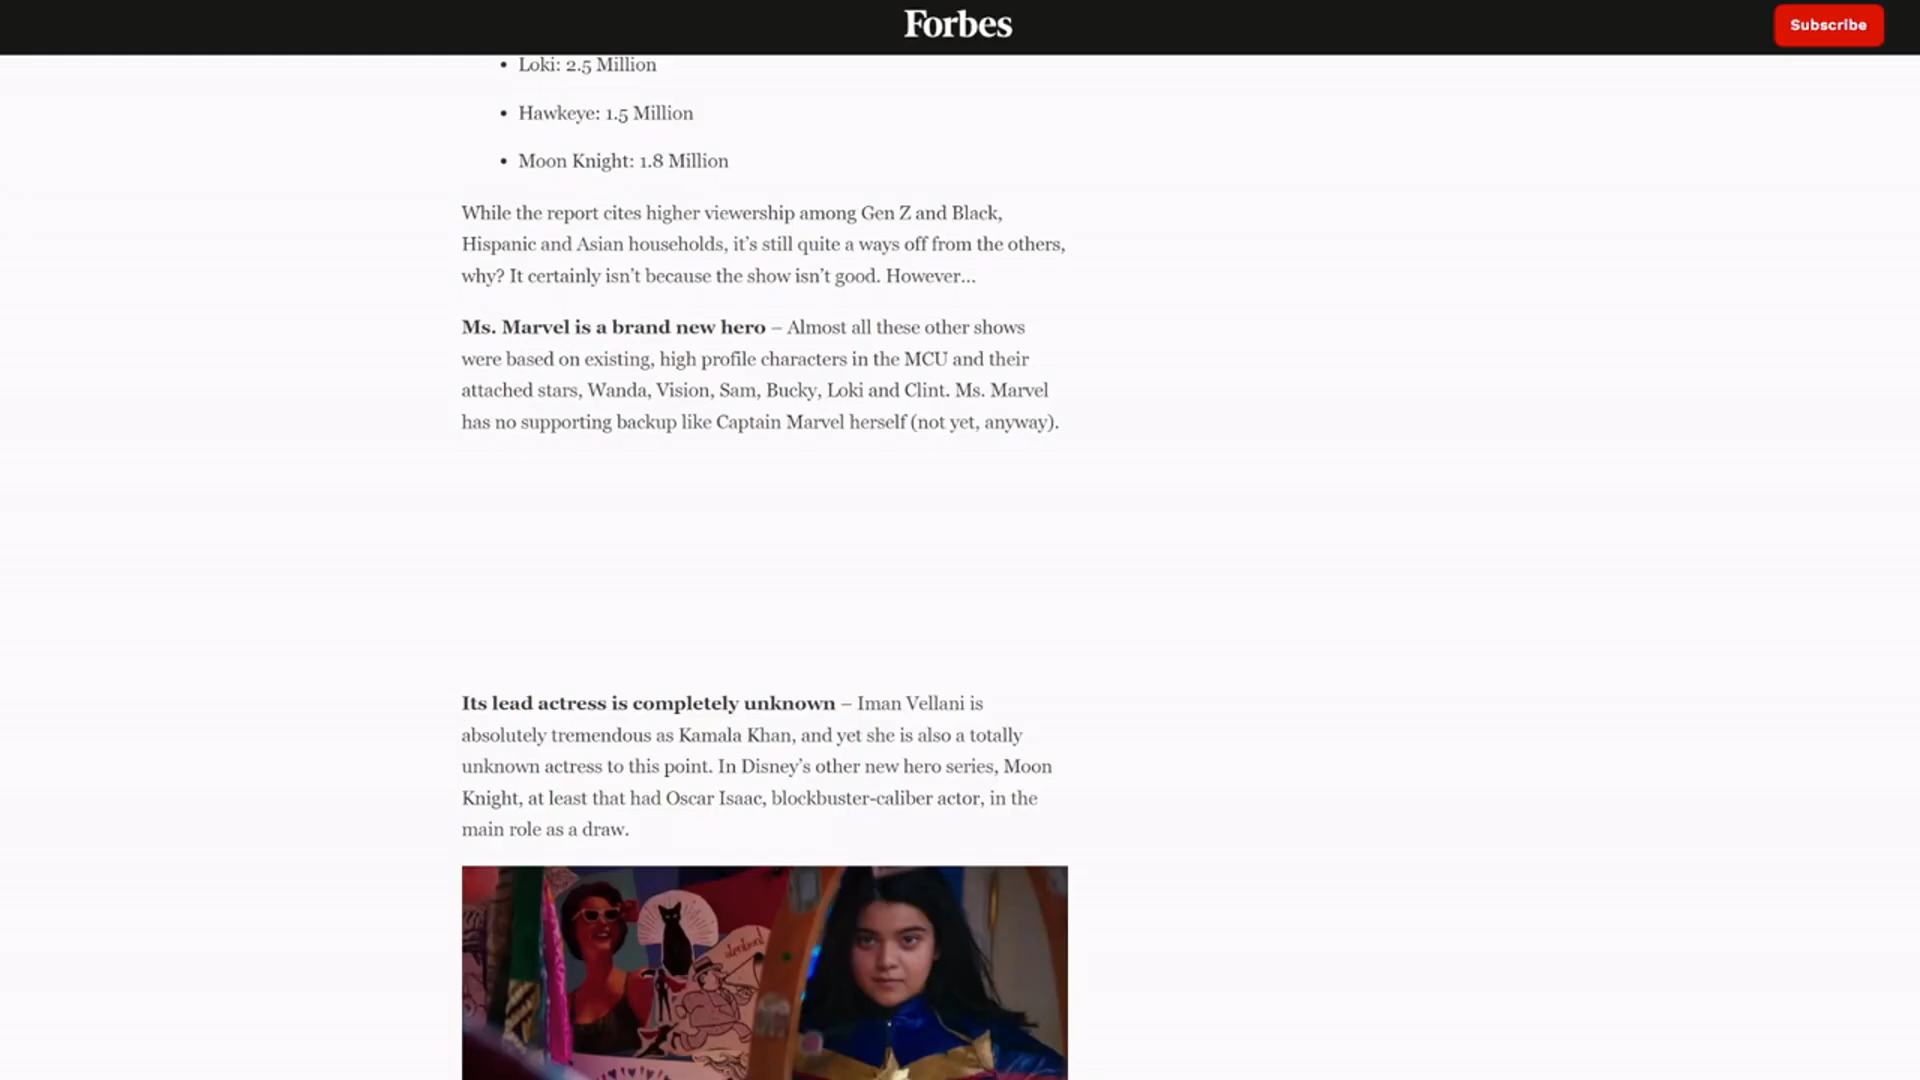 Forbes
Subscribe
• Loki: 2.5 Million
• Hawkeye: 1.5 Million
• Moon Knight: 1.8 Million
While the report cites higher viewership among Gen Z and Black,
Hispanic and Asian households, it’s still quite a ways off from the others,
why? It certainly isn’t because the show isn’t good. However…
Ms. Marvel is a brand new hero – Almost all these other shows
were based on existing, high profile characters in the MCU and their
attached stars, Wanda, Vision, Sam, Bucky, Loki and Clint. Ms. Marvel
has no supporting backup like Captain Marvel herself (not yet, anyway).
Its lead actress is completely unknown – Iman Vellani is
absolutely tremendous as Kamala Khan, and yet she is also a totally
unknown actress to this point. In Disney’s other new hero series, Moon
Knight, at least that had Oscar Isaac, blockbuster-caliber actor, in the
main role as a draw.